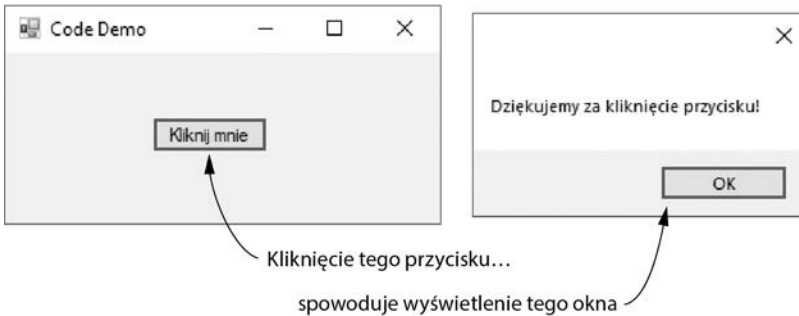 Code Demo
Kliknij mnie
Dziękujemy za kliknięcie przycisku!
OK
Kliknięcie tego przycisku...
spowoduje wyświetlenie tego okna